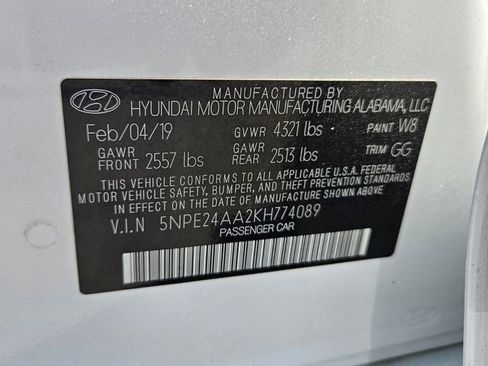 MANUFACTURED BY
HYUNDAI MOTOR MANUFACTURING ALABAMA, LLC
Feb/04/19 GVWR 4321 lbs PAINT W8
GAWR FRONT 2557 lbs GAWR REAR 2513 lbs TRIM GG
THIS VEHICLE CONFORMS TO ALL APPLICABLE U.S.A. FEDERAL
MOTOR VEHICLE SAFETY, BUMPER, AND THEFT PREVENTION
STANDARDS IN EFFECT ON THE DATE OF MANUFACTURE SHOWN ABOVE.
V.I.N 5NPE24AA2KH774089
PASSENGER CAR